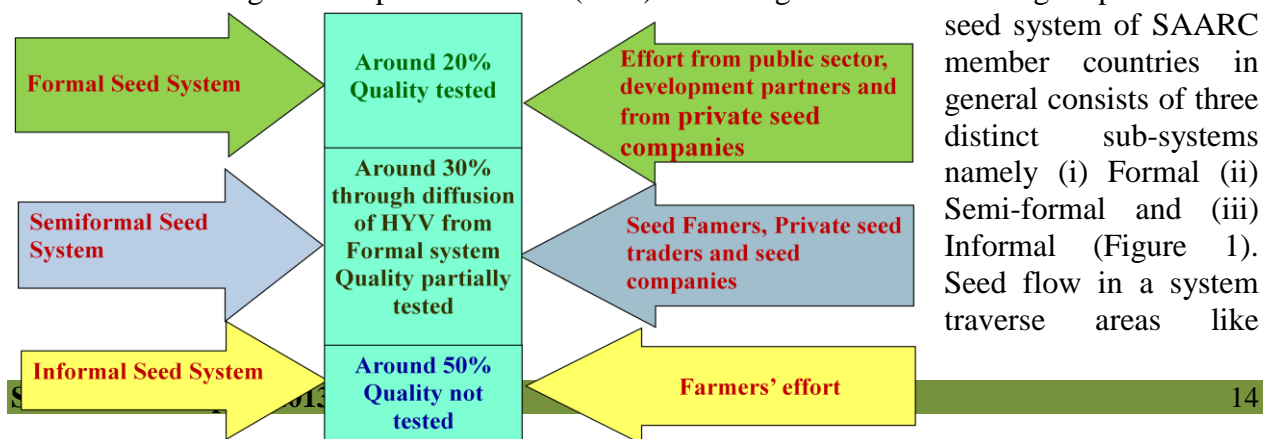 seed system of SAARC
member countries in
general consists of three
distinct sub-systems
namely (i) Formal (ii)
Semi-formal and (iii)
Informal (Figure 1).
Seed flow in a system
traverse areas like
Formal Seed System
Around 20%
Quality tested
Effort from public sector,
development partners and
from private seed
companies
Semiformal Seed
System
Around 30%
through diffusion
of HYV from
Formal system
Quality partially
tested
Seed Famers, Private seed
traders and seed
companies
Informal Seed System
Around 50%
Quality not
tested
Farmers’ effort
14